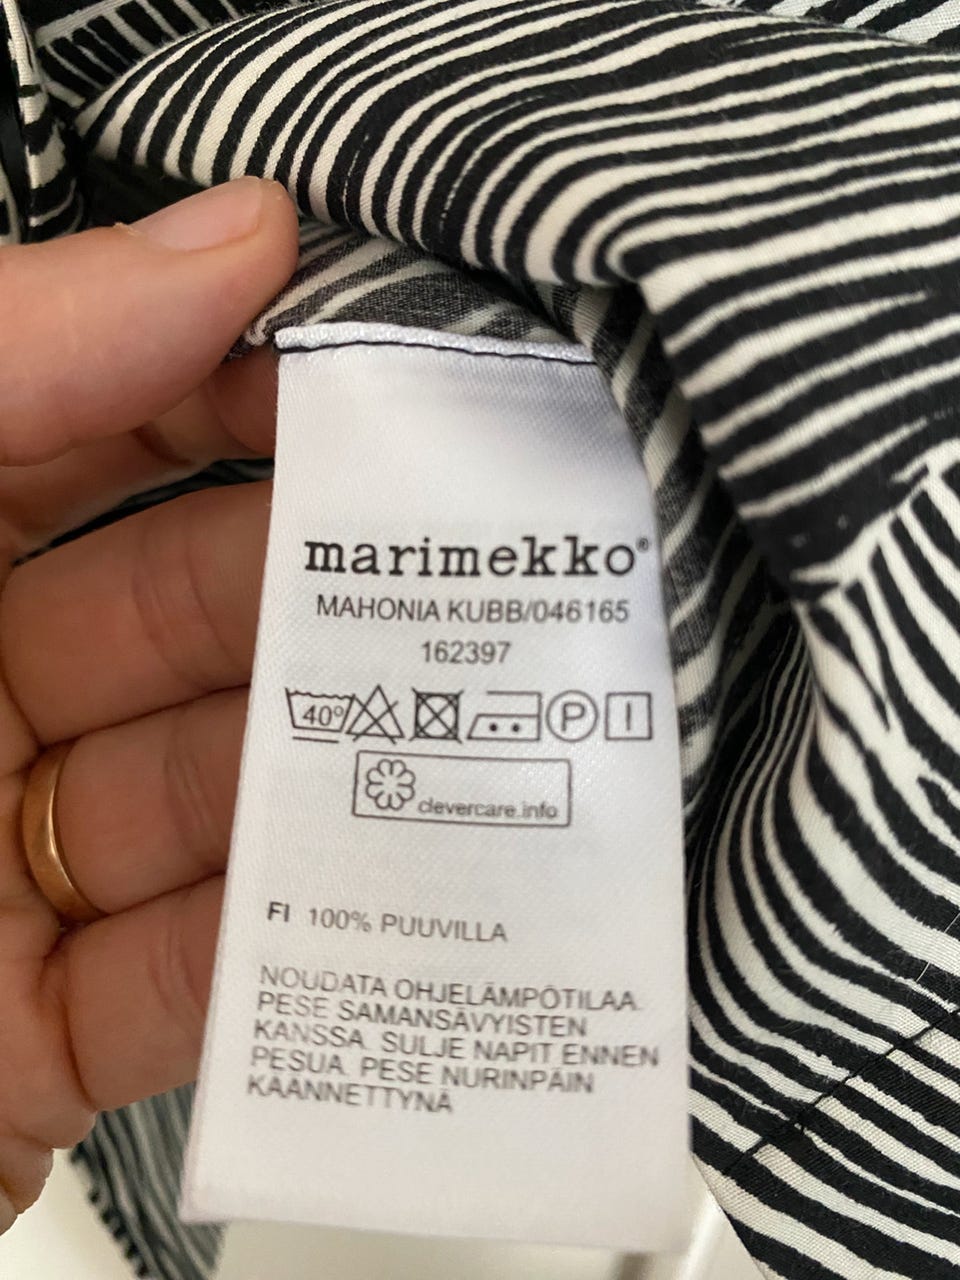 marimekko®
MAHONIA KUBB/046165
162397
40° P I
clevercare.info
FI 100% PUUVILLA
NOUDATA OHJELÄMPÖTILAA.
PESE SAMANSÄVYISTEN
KANSSA. SULJE NAPIT ENNEN
PESUA. PESE NURINPÄIN
KÄÄNNETTYNÄ